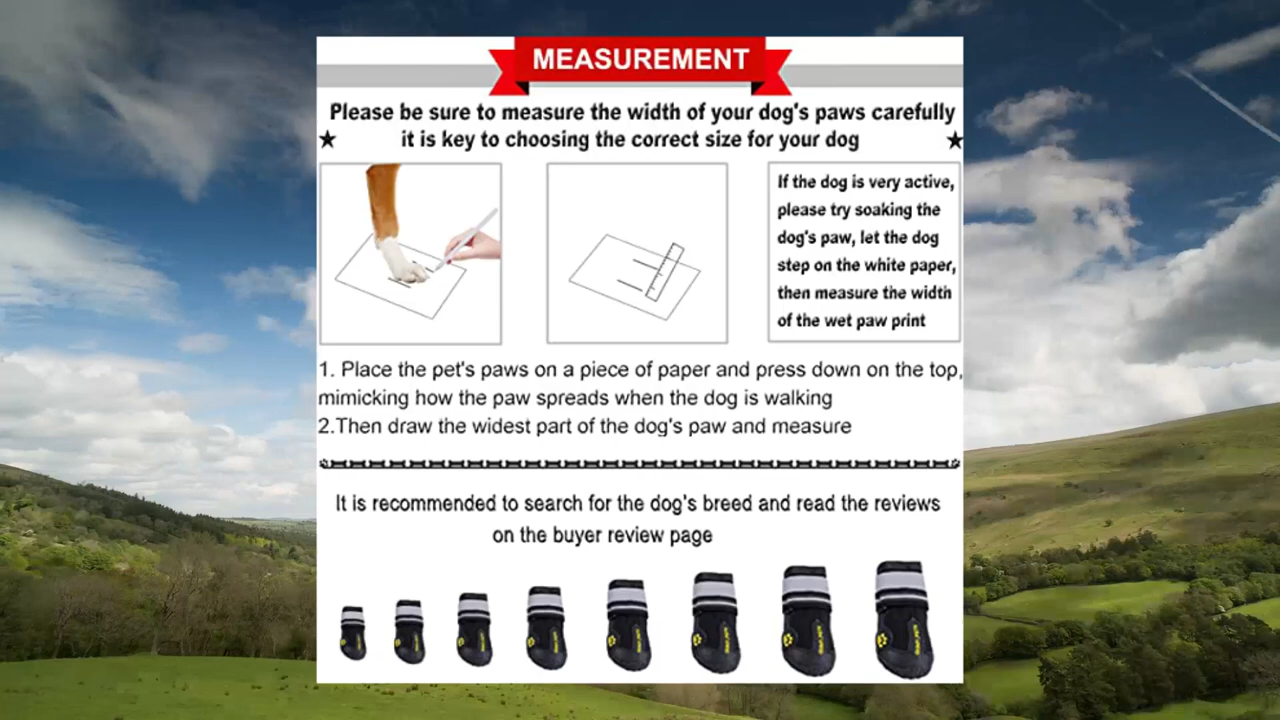 MEASUREMENT
Please be sure to measure the width of your dog's paws carefully
it is key to choosing the correct size for your dog
If the dog is very active,
please try soaking the
dog's paw, let the dog
step on the white paper,
then measure the width
of the wet paw print
1. Place the pet's paws on a piece of paper and press down on the top,
mimicking how the paw spreads when the dog is walking
2.Then draw the widest part of the dog's paw and measure
It is recommended to search for the dog's breed and read the reviews
on the buyer review page